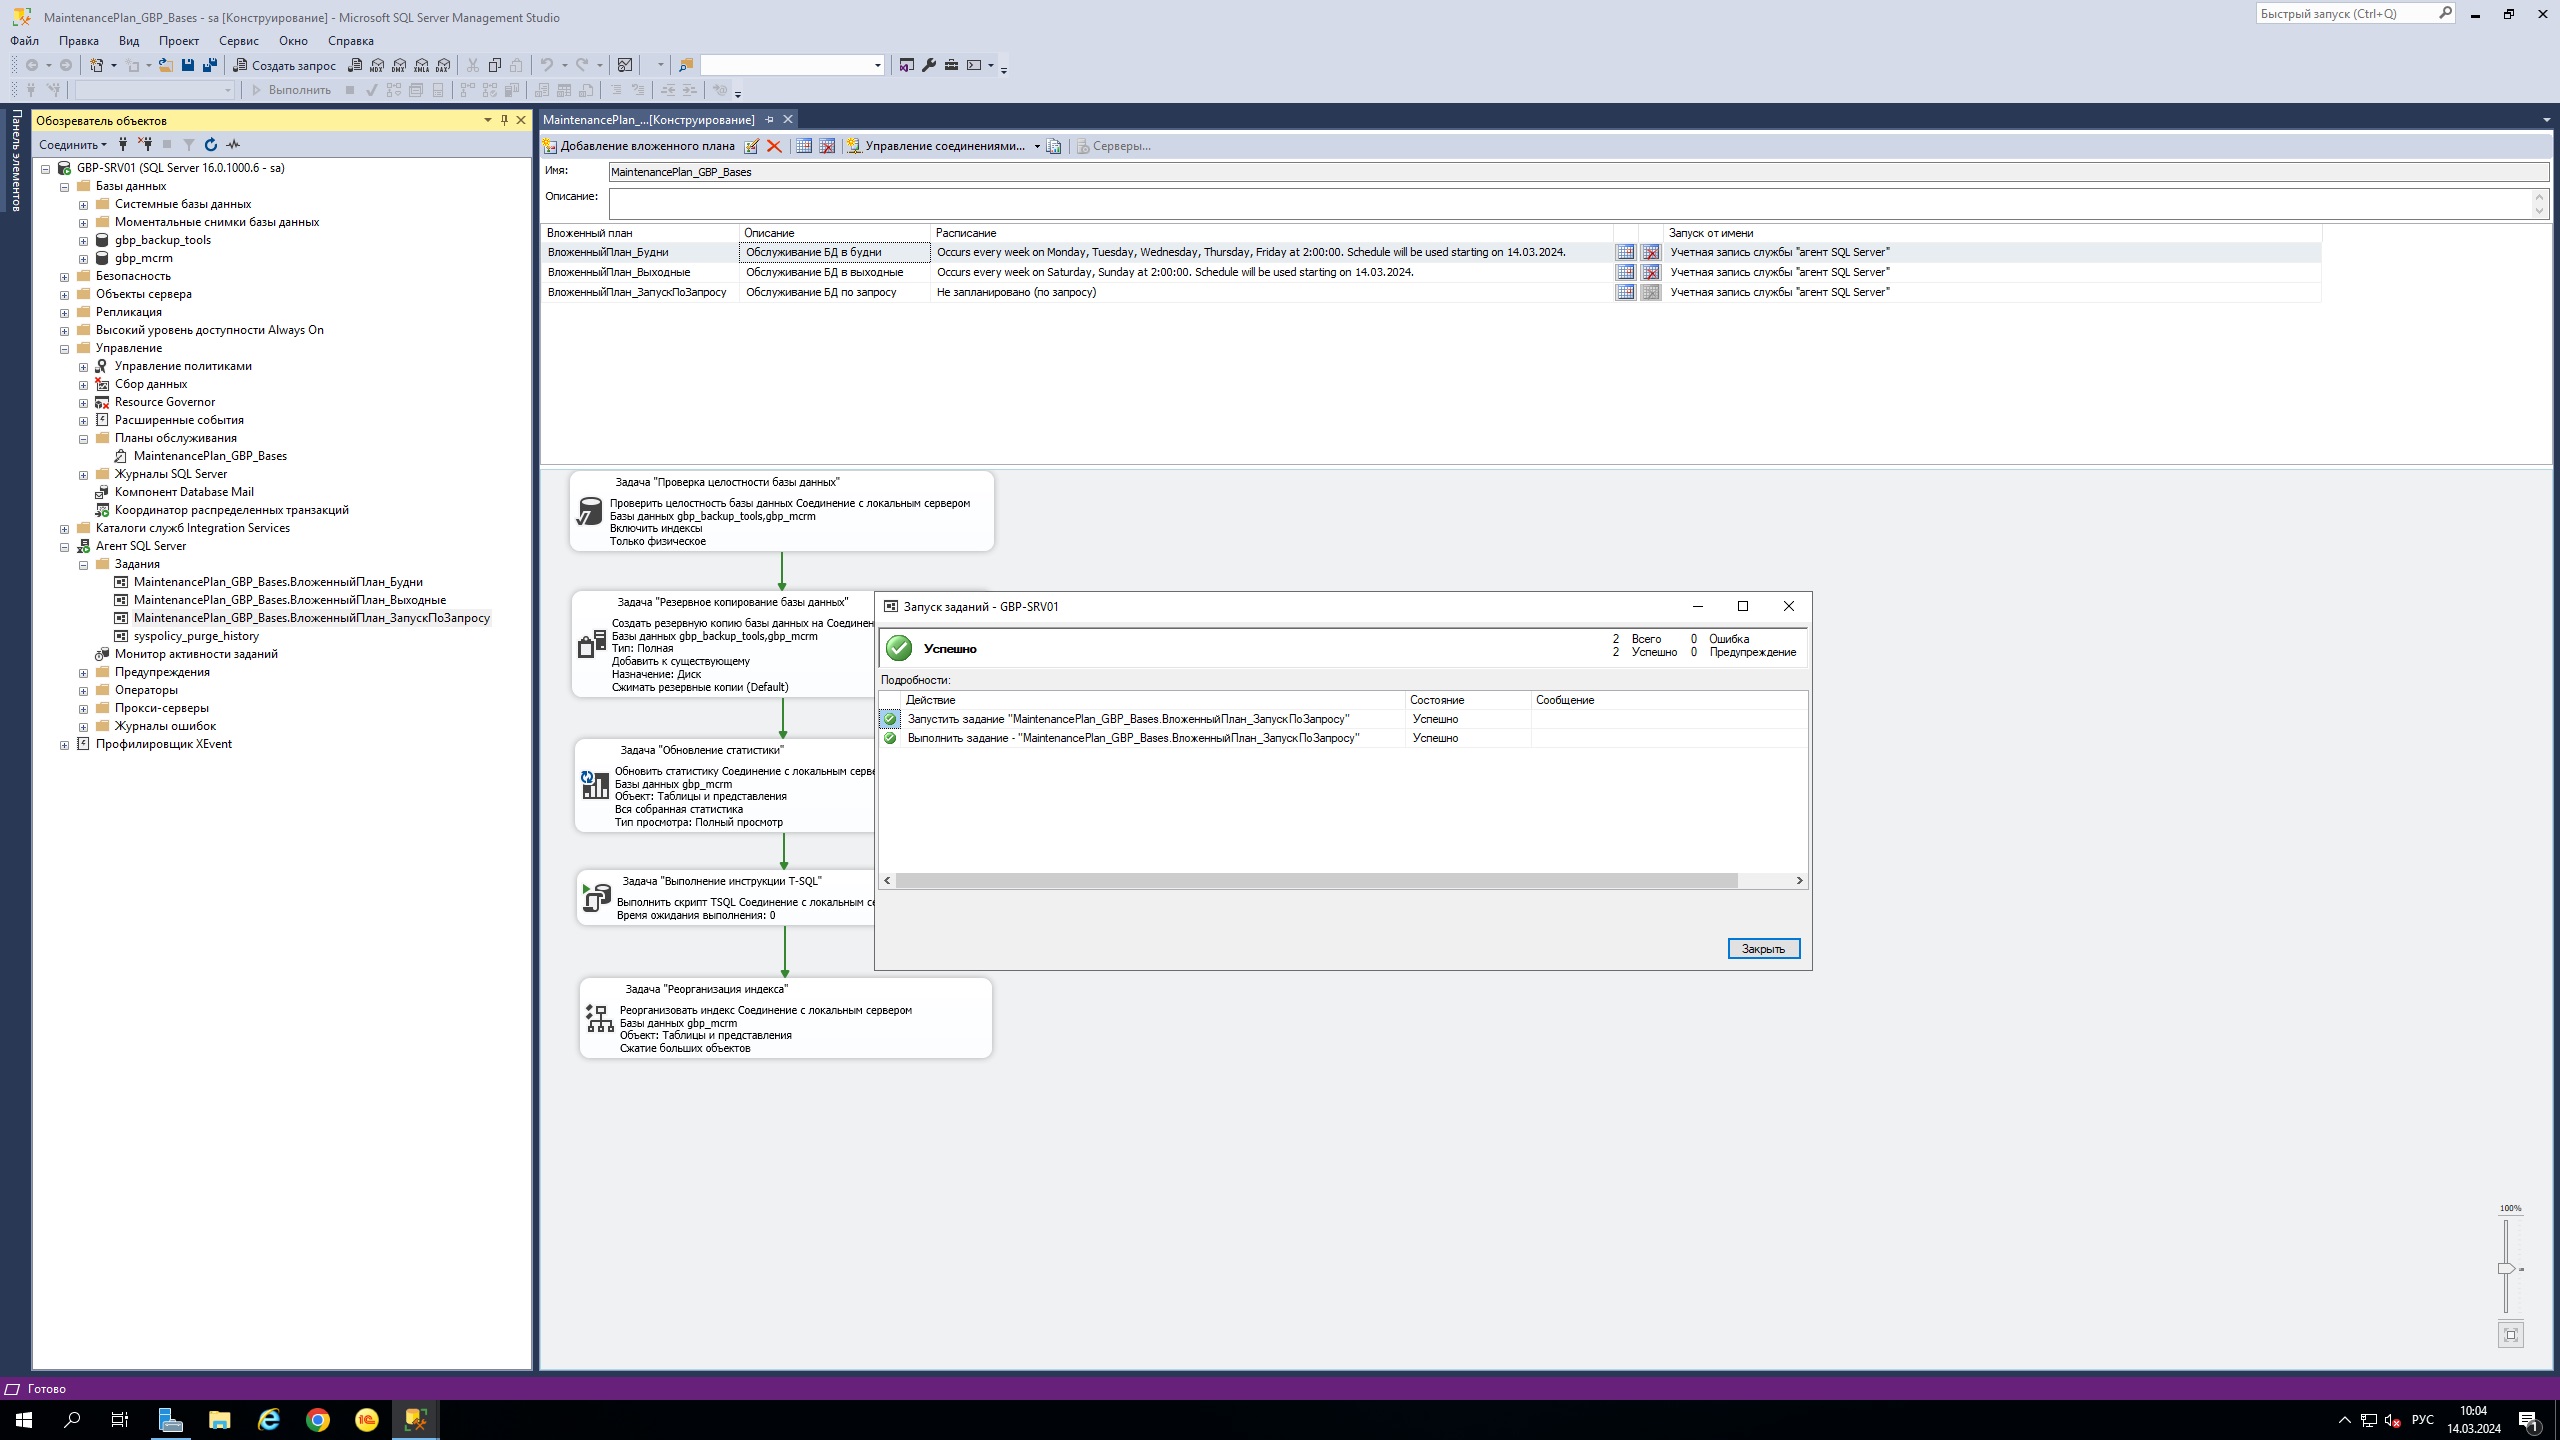 MaintenancePlan_GBP_Bases - sa [Конструирование] - Microsoft SQL Server Management Studio
Быстрый запуск (Ctrl+Q)
Файл Правка Вид Проект Сервис Окно Справка
Создать запрос
MDX DMX XMLA DAX
Выполнить
Панель элементов
Обозреватель объектов
Соединить
GBP-SRV01 (SQL Server 16.0.1000.6 - sa)
Базы данных
Системные базы данных
Моментальные снимки базы данных
gbp_backup_tools
gbp_mcrm
Безопасность
Объекты сервера
Репликация
Высокий уровень доступности Always On
Управление
Управление политиками
Сбор данных
Resource Governor
Расширенные события
Планы обслуживания
MaintenancePlan_GBP_Bases
Журналы SQL Server
Компонент Database Mail
Координатор распределенных транзакций
Каталоги служб Integration Services
Агент SQL Server
Задания
MaintenancePlan_GBP_Bases.ВложенныйПлан_Будни
MaintenancePlan_GBP_Bases.ВложенныйПлан_Выходные
MaintenancePlan_GBP_Bases.ВложенныйПлан_ЗапускПоЗапросу
syspolicy_purge_history
Монитор активности заданий
Предупреждения
Операторы
Прокси-серверы
Журналы ошибок
Профилировщик XEvent
MaintenancePlan_...[Конструирование]
Добавление вложенного плана
Управление соединениями...
Серверы...
Имя: MaintenancePlan_GBP_Bases
Описание:
Вложенный план Описание Расписание Запуск от имени
ВложенныйПлан_Будни Обслуживание БД в будни Occurs every week on Monday, Tuesday, Wednesday, Thursday, Friday at 2:00:00. Schedule will be used starting on 14.03.2024. Учетная запись службы "агент SQL Server"
ВложенныйПлан_Выходные Обслуживание БД в выходные Occurs every week on Saturday, Sunday at 2:00:00. Schedule will be used starting on 14.03.2024. Учетная запись службы "агент SQL Server"
ВложенныйПлан_ЗапускПоЗапросу Обслуживание БД по запросу Не запланировано (по запросу) Учетная запись службы "агент SQL Server"
Задача "Проверка целостности базы данных"
Проверить целостность базы данных Соединение с локальным сервером
Базы данных gbp_backup_tools,gbp_mcrm
Включить индексы
Только физическое
Задача "Резервное копирование базы данных"
Создать резервную копию базы данных на Соединен
Базы данных gbp_backup_tools,gbp_mcrm
Тип: Полная
Добавить к существующему
Назначение: Диск
Сжимать резервные копии (Default)
Задача "Обновление статистики"
Обновить статистику Соединение с локальным серве
Базы данных gbp_mcrm
Объект: Таблицы и представления
Вся собранная статистика
Тип просмотра: Полный просмотр
Задача "Выполнение инструкции T-SQL"
Выполнить скрипт TSQL Соединение с локальным се
Время ожидания выполнения: 0
Задача "Реорганизация индекса"
Реорганизовать индекс Соединение с локальным сервером
Базы данных gbp_mcrm
Объект: Таблицы и представления
Сжатие больших объектов
Запуск заданий - GBP-SRV01
Успешно
2 Всего 0 Ошибка
2 Успешно 0 Предупреждение
Подробности:
Действие Состояние Сообщение
Запустить задание "MaintenancePlan_GBP_Bases.ВложенныйПлан_ЗапускПоЗапросу" Успешно
Выполнить задание - "MaintenancePlan_GBP_Bases.ВложенныйПлан_ЗапускПоЗапросу" Успешно
Закрыть
100%
Готово
РУС
10:04
14.03.2024
1